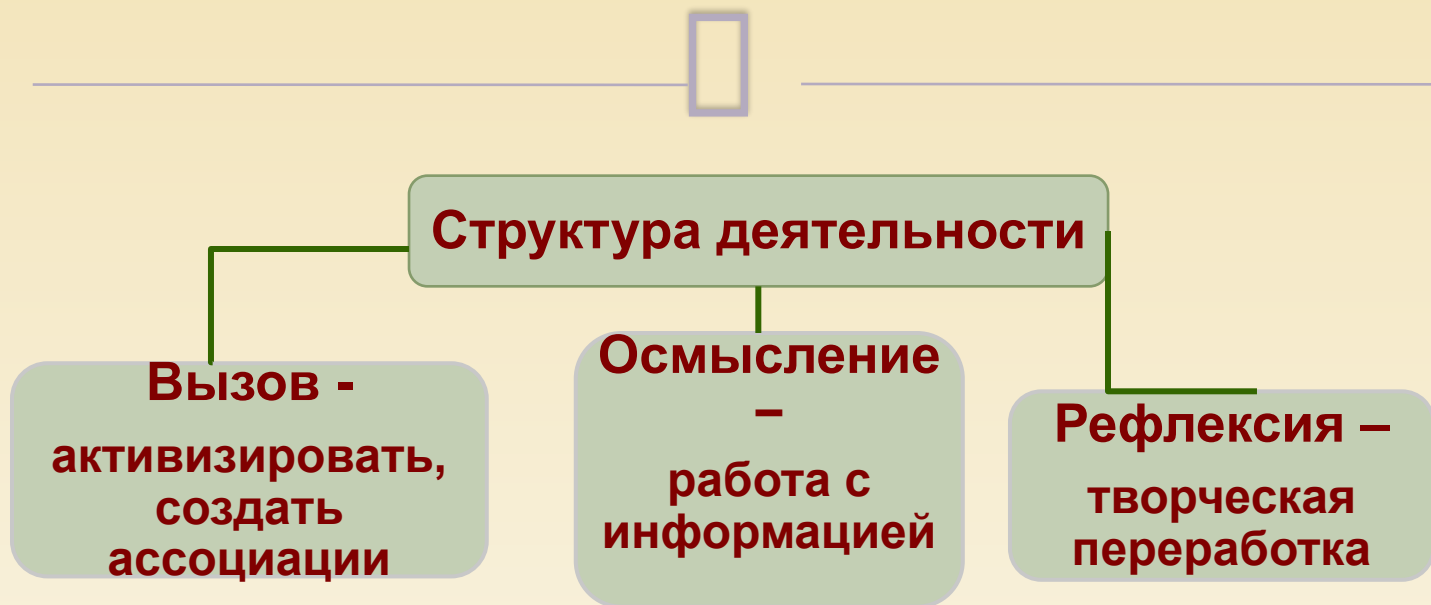 Структура деятельности
Вызов -
активизировать,
создать
ассоциации
Осмысление
–
работа с
информацией
Рефлексия –
творческая
переработка